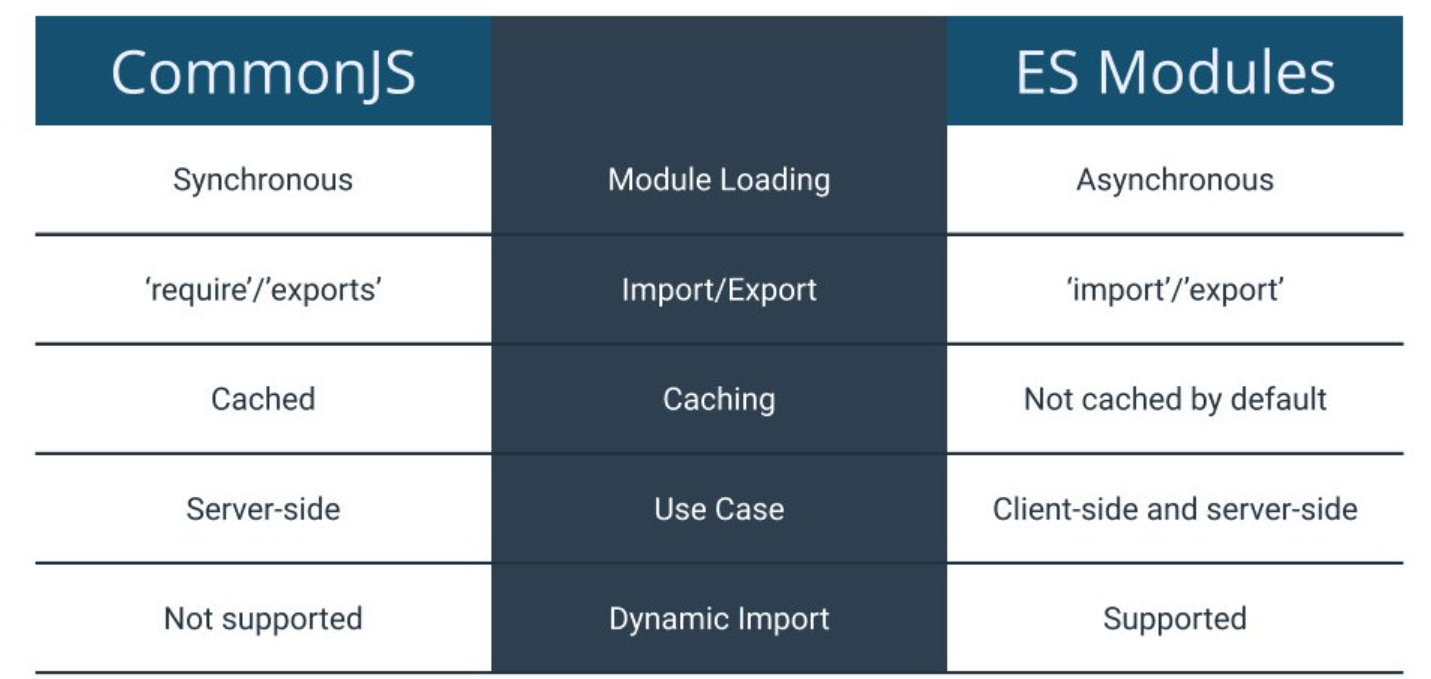 CommonJS ES Modules
Synchronous Module Loading Asynchronous
‘require’/’exports’ Import/Export ‘import’/’export’
Cached Caching Not cached by default
Server-side Use Case Client-side and server-side
Not supported Dynamic Import Supported